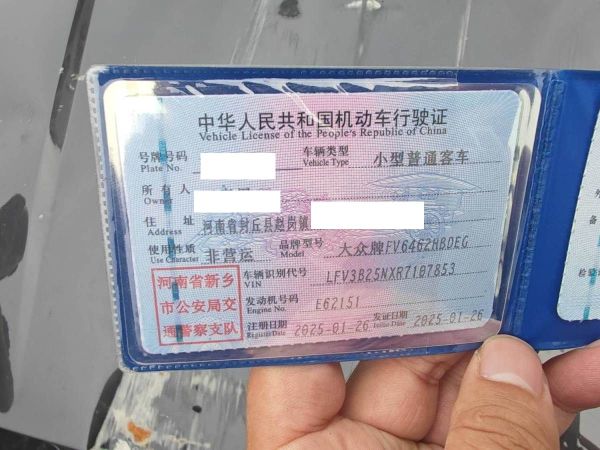 中华人民共和国机动车行驶证
Vehicle License of the People's Republic of China
号牌号码 车辆类型 小型普通客车
Plate No. Vehicle Type
所有人
Owner
住址 河南省封丘县赵岗镇
Address
使用性质 非营运 品牌型号 大众牌FV6462HBDEG
Use Character Model
河南省新乡 车辆识别代号 LFV3B25NXR7107853
VIN
市公安局交 发动机号码 E62151
Engine No.
通警察支队 注册日期 2025-01-26 发证日期 2025-01-26
Register Date Issue Date